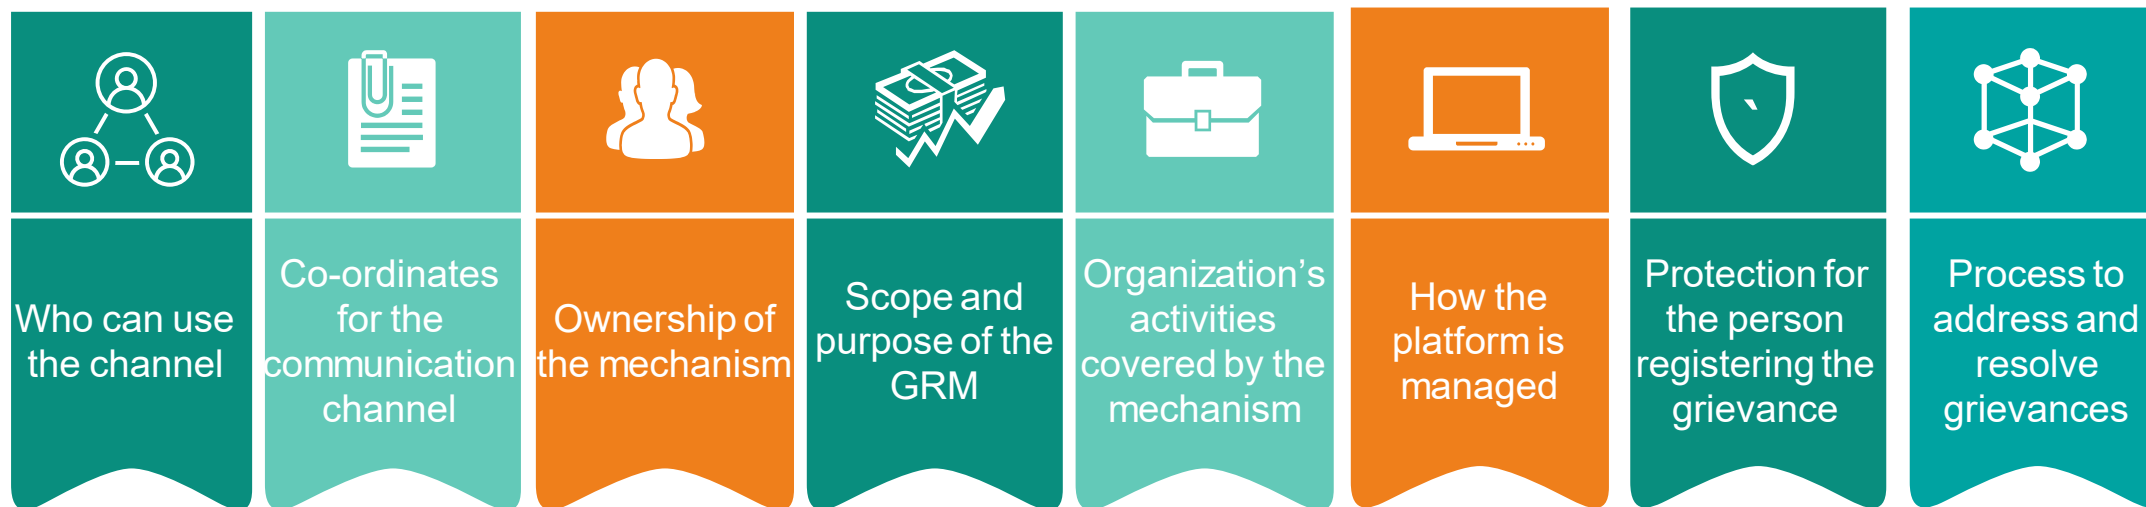 Who can use
the channel
Co-ordinates
for the
communication
channel
Ownership of
the mechanism
Scope and
purpose of the
GRM
Organization’s
activities
covered by the
mechanism
How the
platform is
managed
Protection for
the person
registering the
grievance
Process to
address and
resolve
grievances